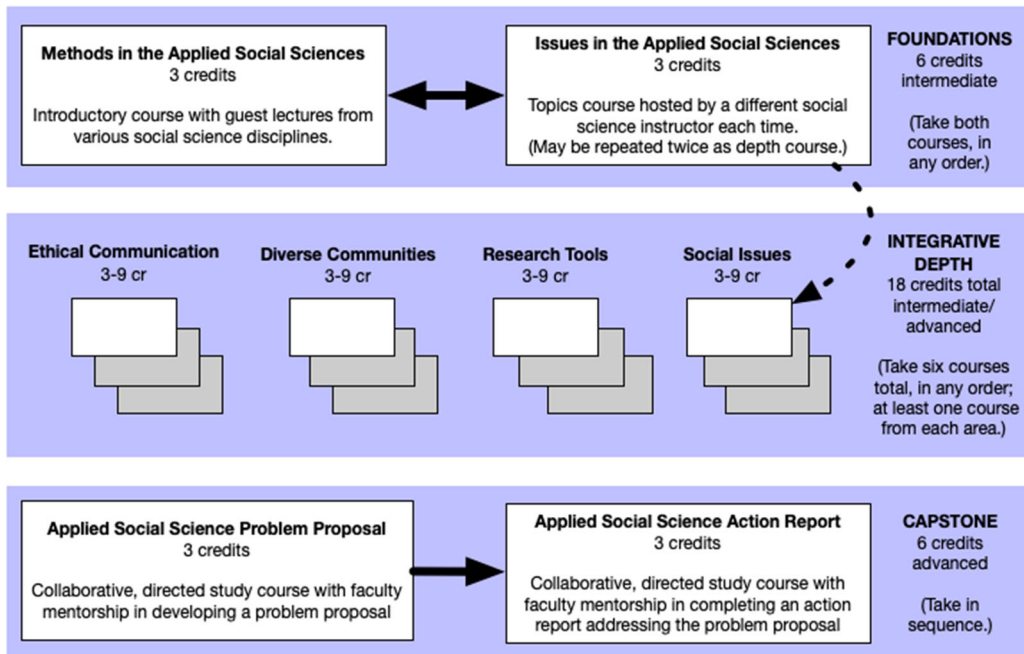 Methods in the Applied Social Sciences
3 credits
Introductory course with guest lectures from
various social science disciplines.
Issues in the Applied Social Sciences
3 credits
Topics course hosted by a different social
science instructor each time.
(May be repeated twice as depth course.)
FOUNDATIONS
6 credits
intermediate
(Take both
courses, in
any order.)
Ethical Communication
3-9 cr
Diverse Communities
3-9 cr
Research Tools
3-9 cr
Social Issues
3-9 cr
INTEGRATIVE
DEPTH
18 credits total
intermediate/
advanced
(Take six courses
total, in any order;
at least one course
from each area.)
Applied Social Science Problem Proposal
3 credits
Collaborative, directed study course with faculty
mentorship in developing a problem proposal
Applied Social Science Action Report
3 credits
Collaborative, directed study course with
faculty mentorship in completing an action
report addressing the problem proposal
CAPSTONE
6 credits
advanced
(Take in
sequence.)